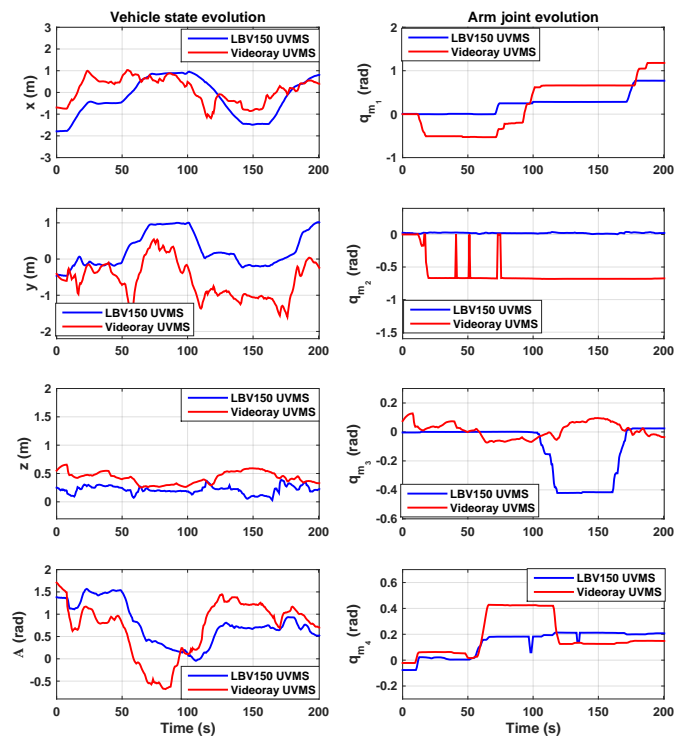 Vehicle state evolution
3
2
1
0
-1
-2
-3
x (m)
0 50 100 150 200
LBV150 UVMS
Videoray UVMS
Arm joint evolution
2
1
0
-1
q_m_1 (rad)
0 50 100 150 200
LBV150 UVMS
Videoray UVMS
1
0
-1
-2
y (m)
0 50 100 150 200
LBV150 UVMS
Videoray UVMS
0
-0.5
-1
-1.5
q_m_2 (rad)
0 50 100 150 200
LBV150 UVMS
Videoray UVMS
2
1.5
1
0.5
0
z (m)
0 50 100 150 200
LBV150 UVMS
Videoray UVMS
0.2
0
-0.2
-0.4
-0.6
q_m_3 (rad)
0 50 100 150 200
LBV150 UVMS
Videoray UVMS
1.5
1
0.5
0
-0.5
A (rad)
0 50 100 150 200
Time (s)
LBV150 UVMS
Videoray UVMS
0.6
0.4
0.2
0
-0.2
q_m_4 (rad)
0 50 100 150 200
Time (s)
LBV150 UVMS
Videoray UVMS